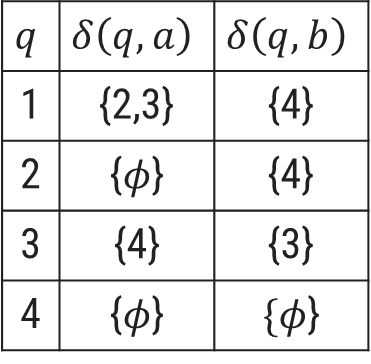 q δ(q, a) δ(q, b)
1 {2,3} {4}
2 {ϕ} {4}
3 {4} {3}
4 {ϕ} {ϕ}